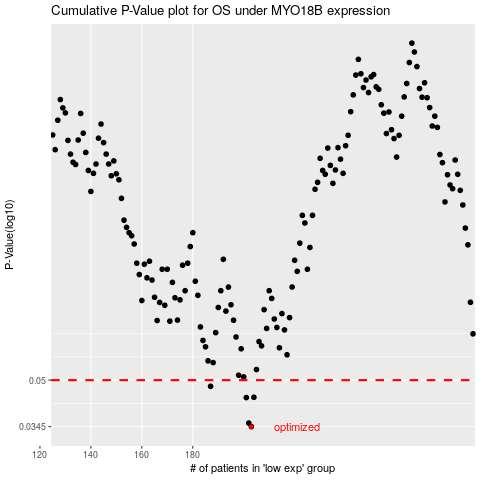 Cumulative P-Value plot for OS under MYO18B expression
P-Value(log10)
0.05
0.0345
optimized
120 140 160 180
# of patients in 'low exp' group